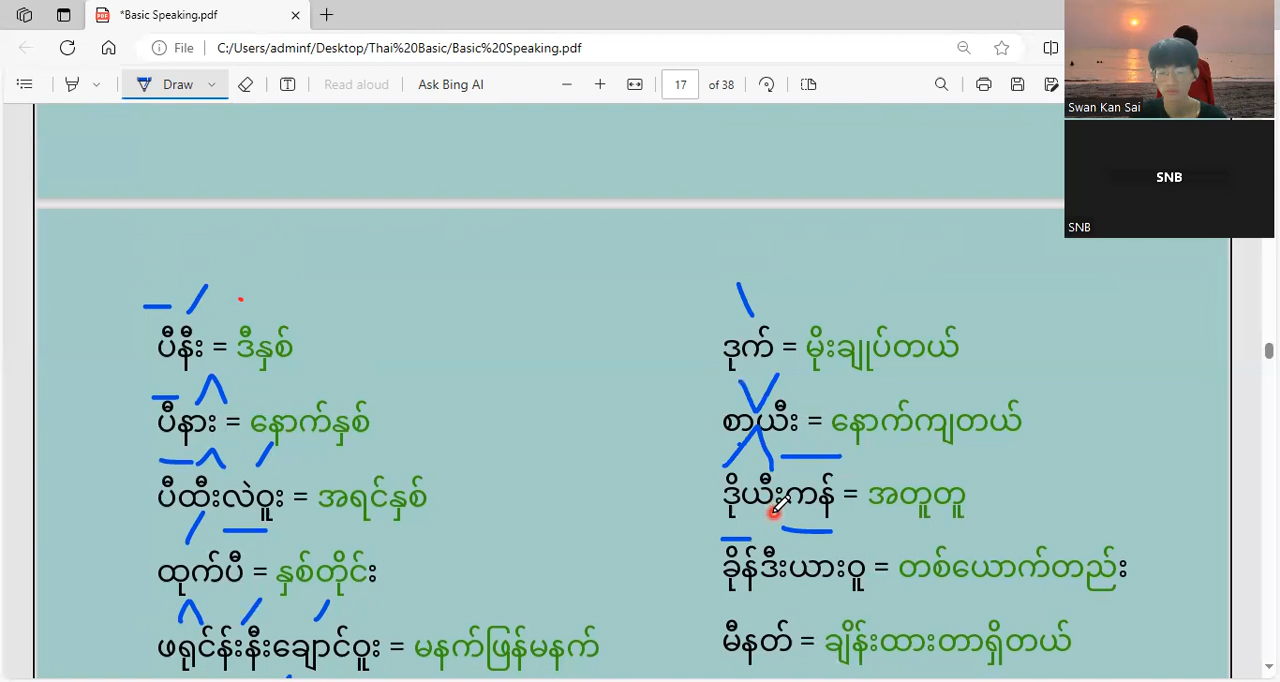 *Basic Speaking.pdf
File C:/Users/adminf/Desktop/Thai%20Basic/Basic%20Speaking.pdf
Draw Read aloud Ask Bing AI 17 of 38
Swan Kan Sai
SNB
SNB
ပီနီး = ဒီနှစ်
ပီနား = နောက်နှစ်
ပီထီးလဲဝူး = အရင်နှစ်
ထုက်ပီ = နှစ်တိုင်း
ဖရုင်န်းနီးချောင်ဝူး = မနက်ဖြန်မနက်
ဒုက် = မိုးချုပ်တယ်
စာယီး = နောက်ကျတယ်
ဒိုယီးကန် = အတူတူ
ခိုန်ဒီးယားဝူ = တစ်ယောက်တည်း
မီနတ် = ချိန်းထားတာရှိတယ်